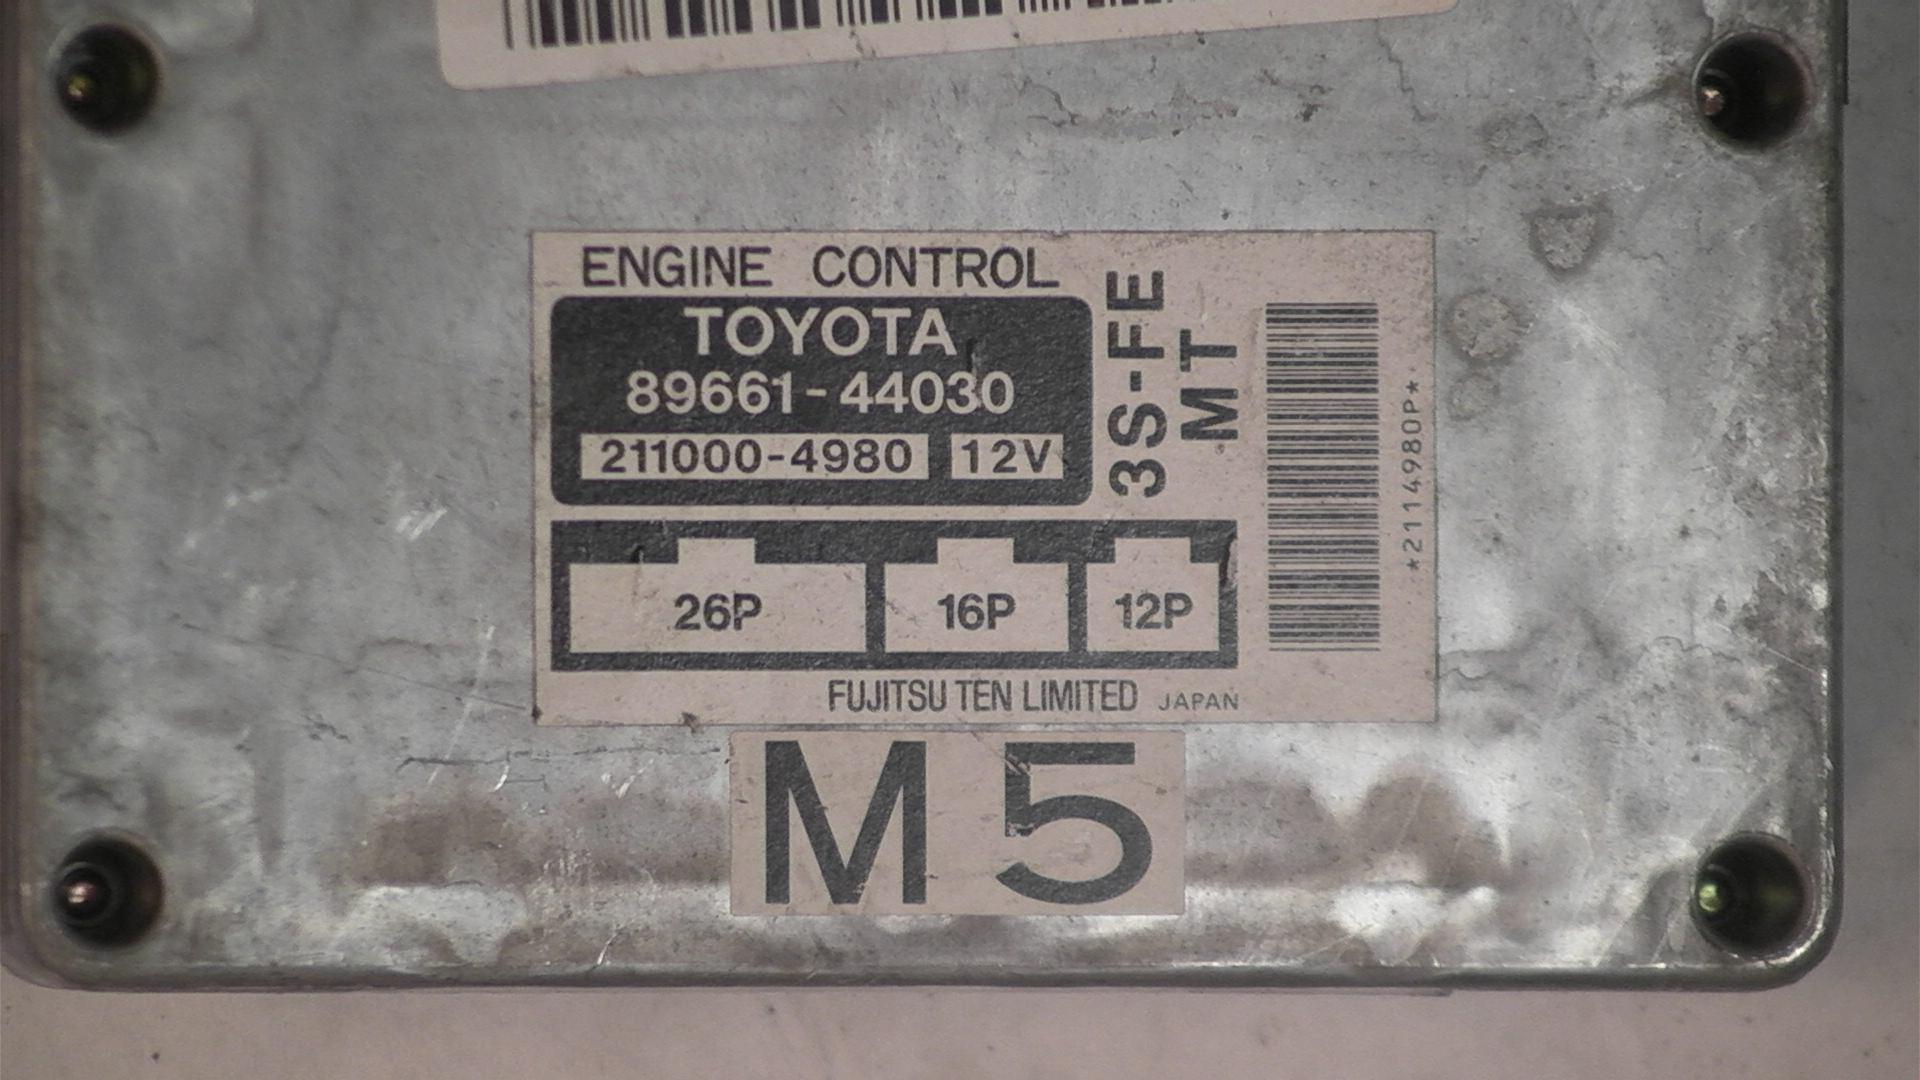 ENGINE CONTROL
TOYOTA
89661-44030
211000-4980 12V
3S-FE
MT
*2114980P*
26P 16P 12P
FUJITSU TEN LIMITED JAPAN
M5